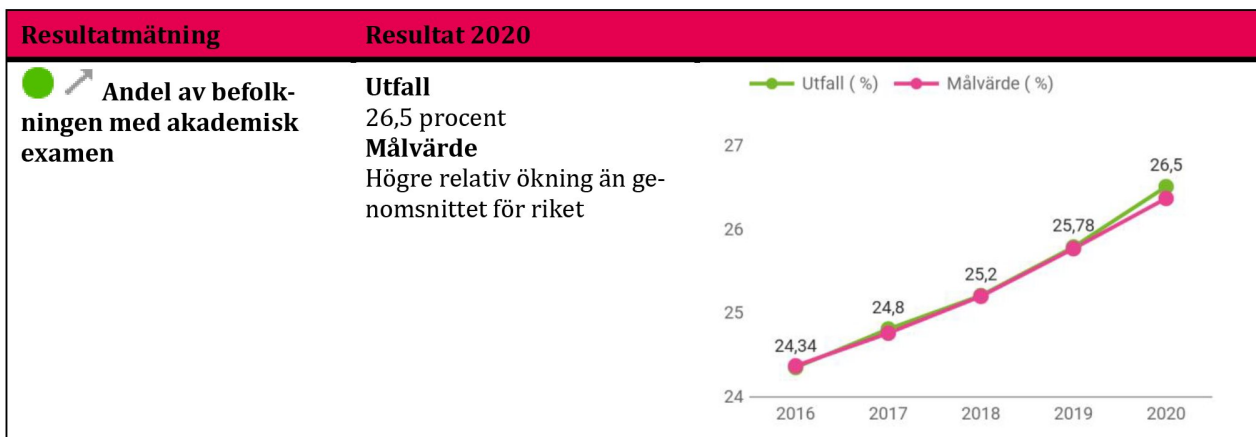 Resultatmätning Resultat 2020
Andel av befolk-
ningen med akademisk
examen
Utfall
26,5 procent
Målvärde
Högre relativ ökning än ge-
nomsnittet för riket
Utfall ( %) Målvärde ( %)
27
26
25
24
24,34
24,8
25,2
25,78
26,5
2016 2017 2018 2019 2020